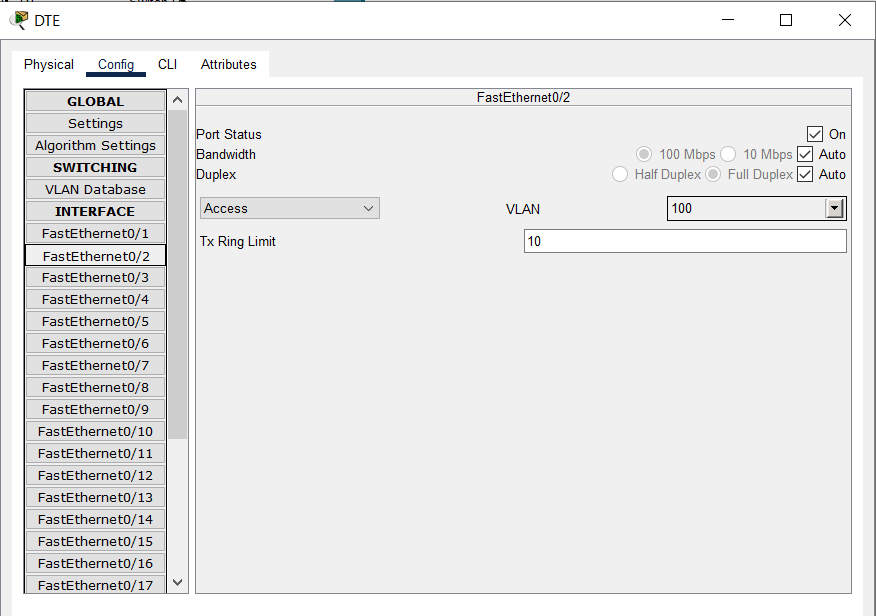 DTE
Physical Config CLI Attributes
GLOBAL
Settings
Algorithm Settings
SWITCHING
VLAN Database
INTERFACE
FastEthernet0/1
FastEthernet0/2
FastEthernet0/3
FastEthernet0/4
FastEthernet0/5
FastEthernet0/6
FastEthernet0/7
FastEthernet0/8
FastEthernet0/9
FastEthernet0/10
FastEthernet0/11
FastEthernet0/12
FastEthernet0/13
FastEthernet0/14
FastEthernet0/15
FastEthernet0/16
FastEthernet0/17
FastEthernet0/2
Port Status On
Bandwidth 100 Mbps 10 Mbps Auto
Duplex Half Duplex Full Duplex Auto
Access VLAN 100
Tx Ring Limit 10